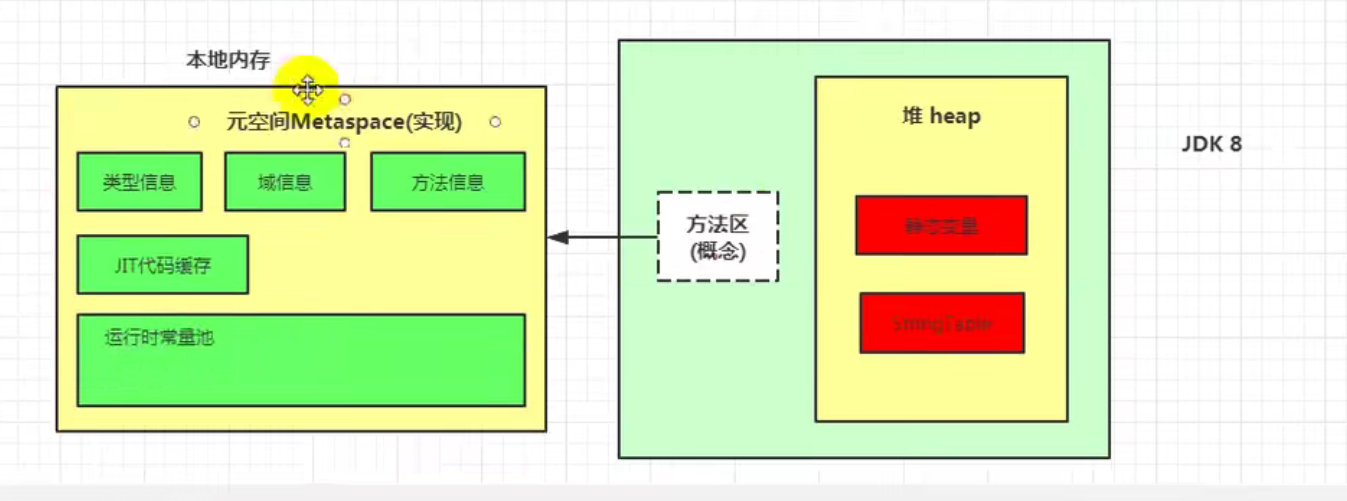 本地内存
元空间Metaspace(实现)
类型信息
域信息
方法信息
JIT代码缓存
运行时常量池
方法区
(概念)
堆 heap
静态变量
StringTable
JDK 8